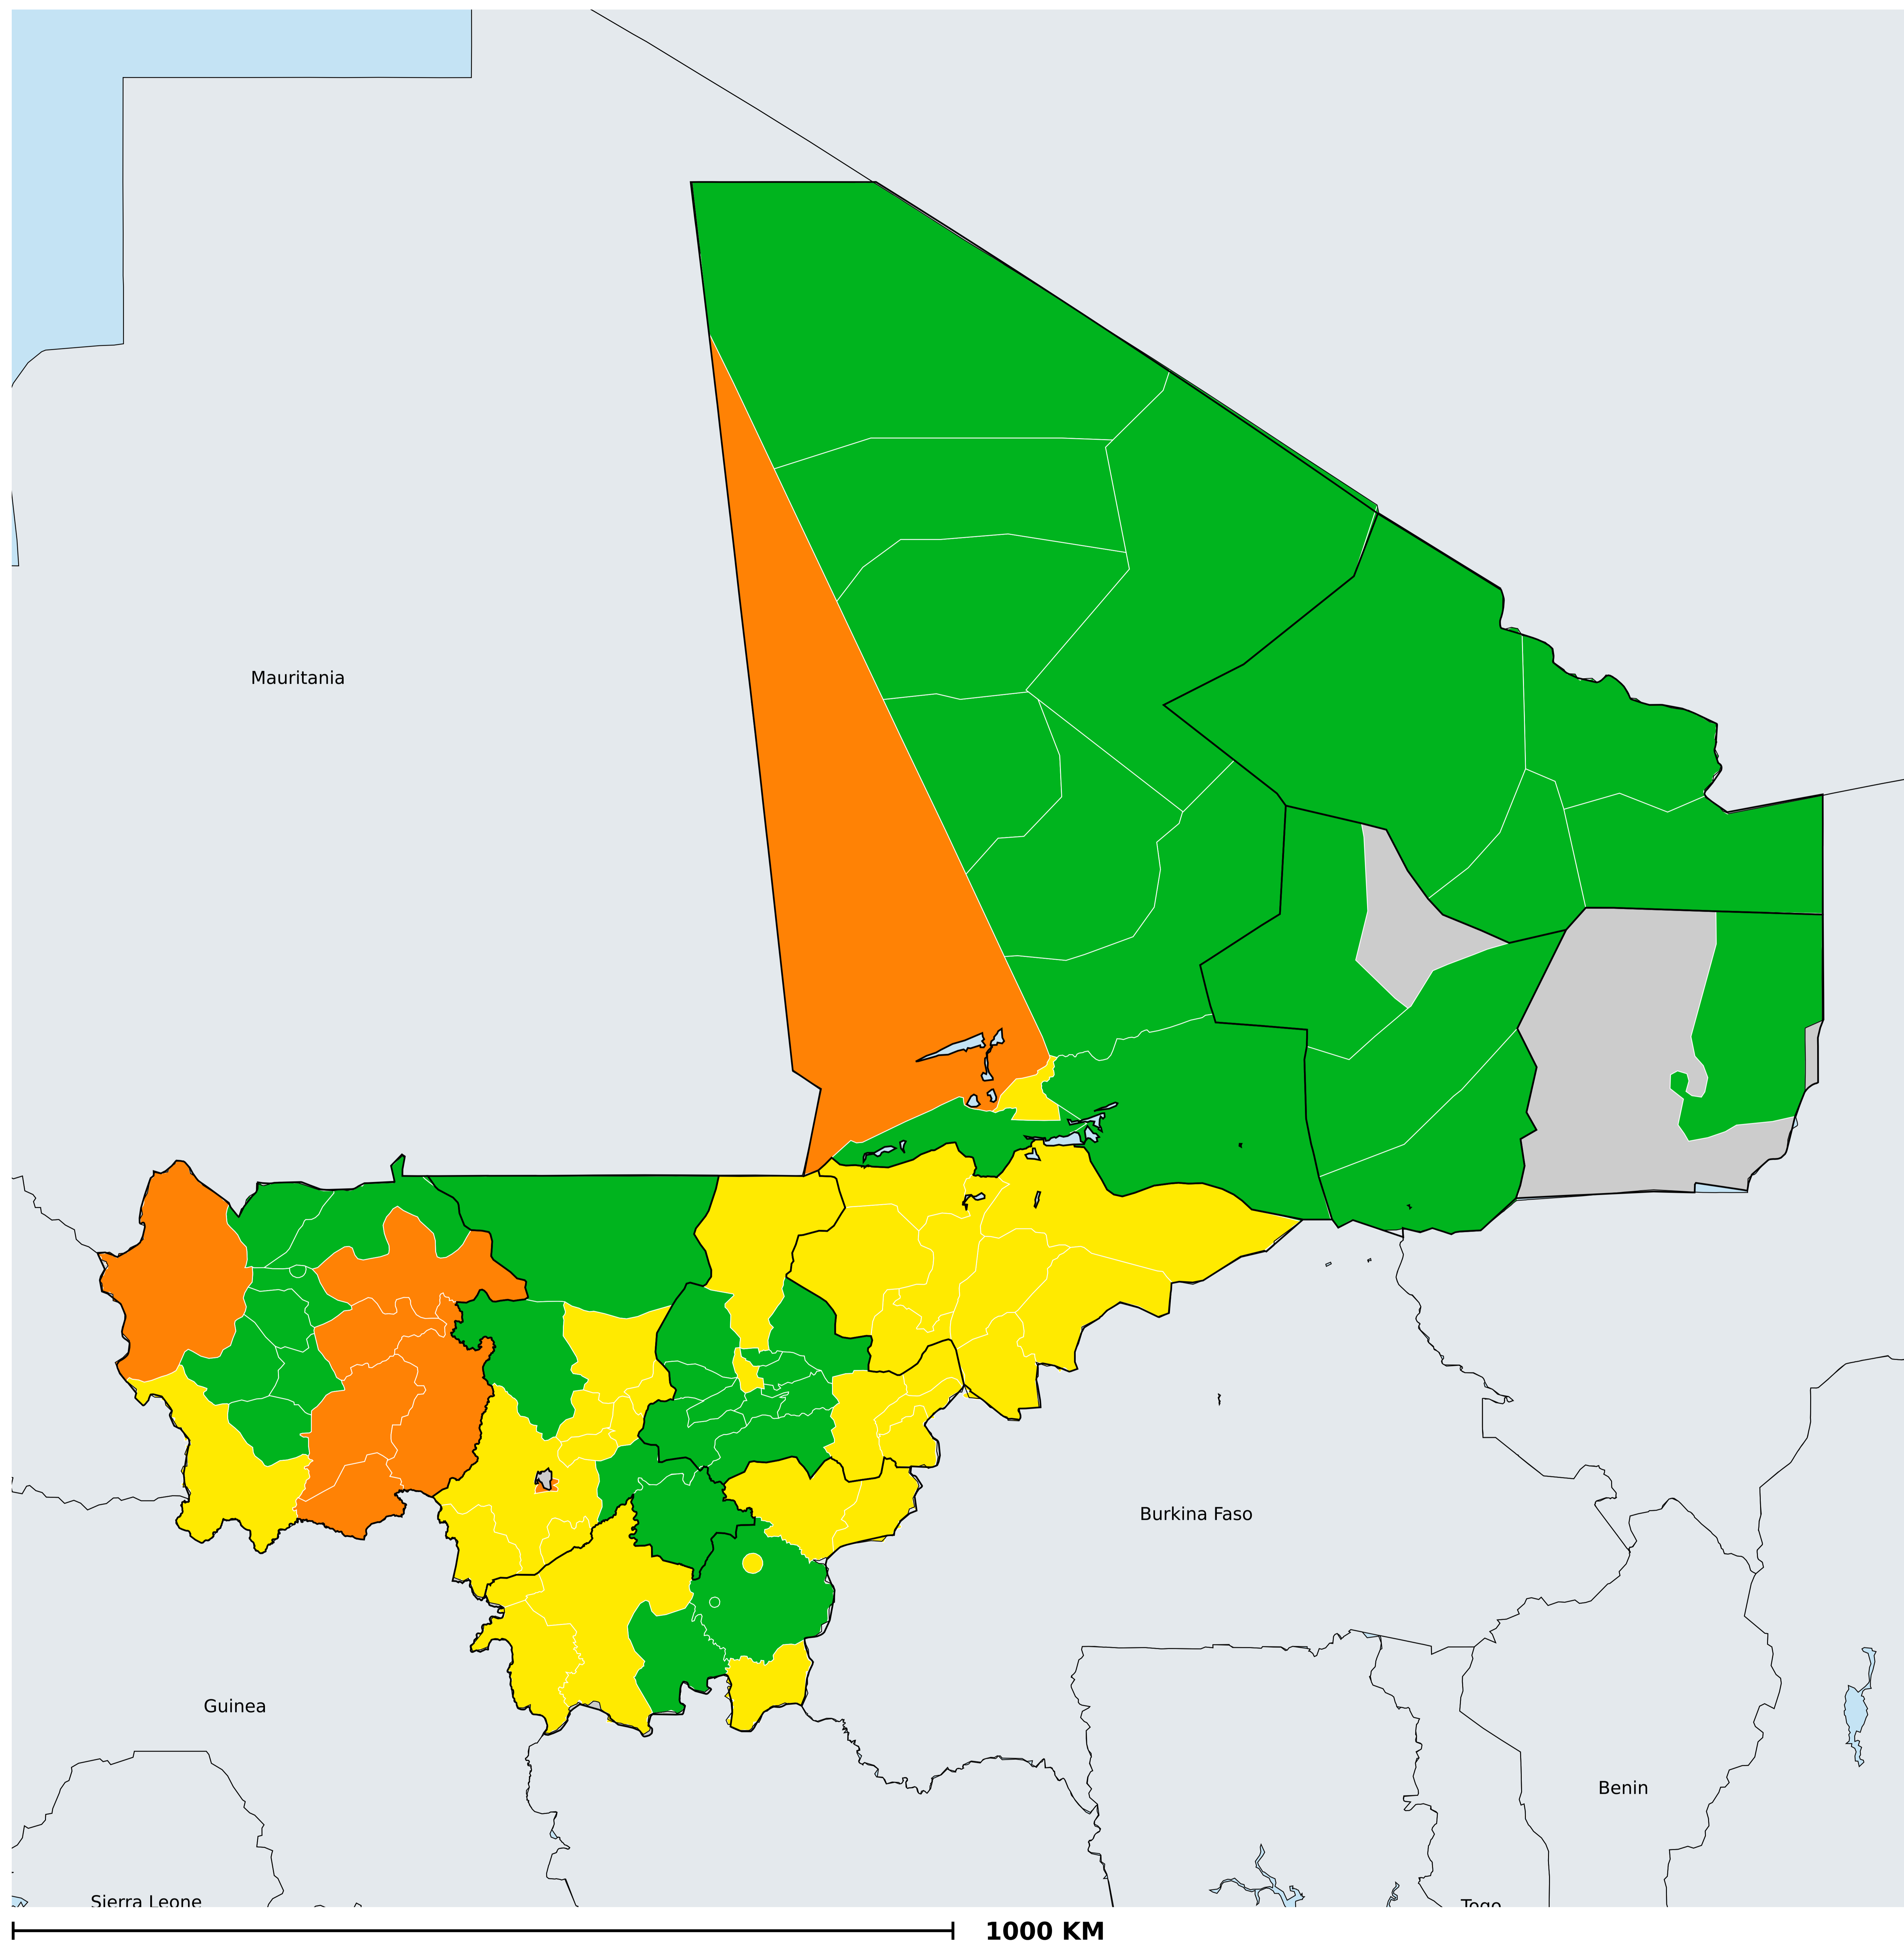 Mauritania
Burkina Faso
Guinea
Benin
Sierra Leone
Togo
1000 KM